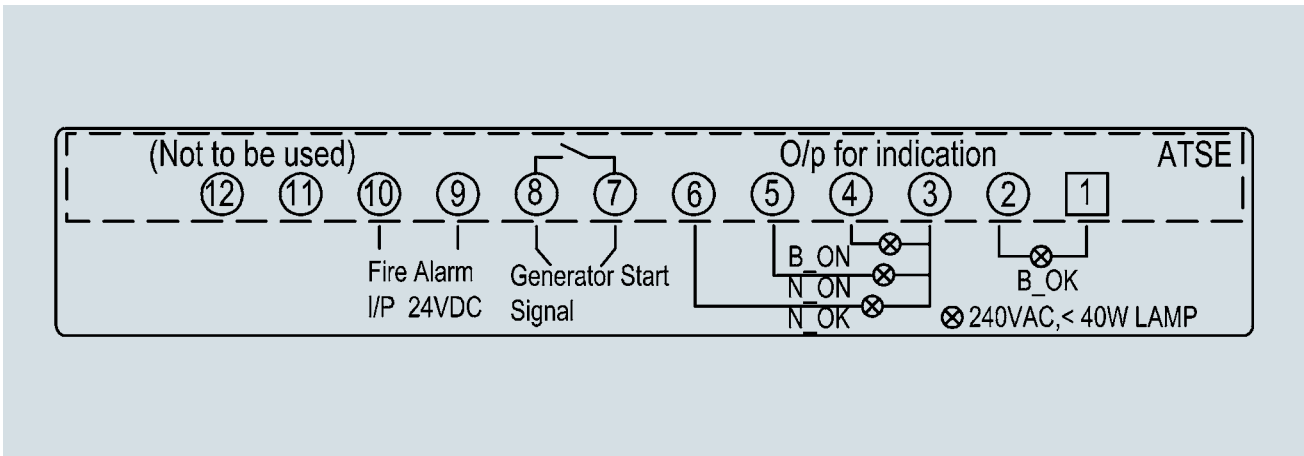 (Not to be used) O/p for indication ATSE
12 11 10 9 8 7 6 5 4 3 2 1
Fire Alarm
I/P 24VDC
Generator Start
Signal
B_ON
N_ON
N_OK
B_OK
240VAC,< 40W LAMP